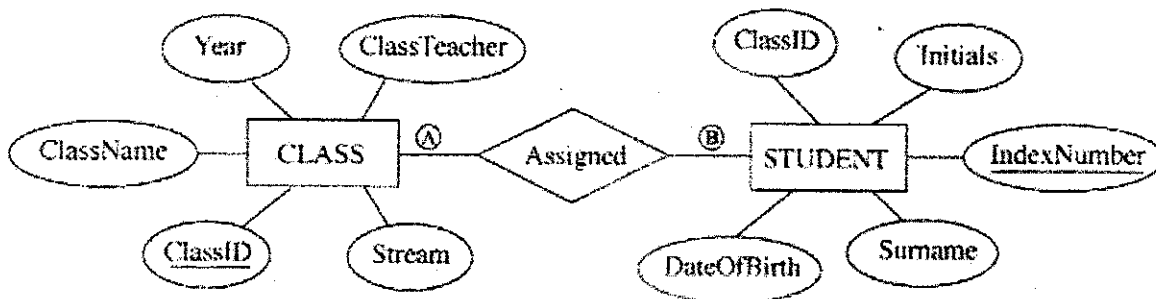 Year
ClassTeacher
ClassName
CLASS
ClassID
Stream
A
Assigned
B
ClassID
Initials
STUDENT
IndexNumber
DateOfBirth
Surname